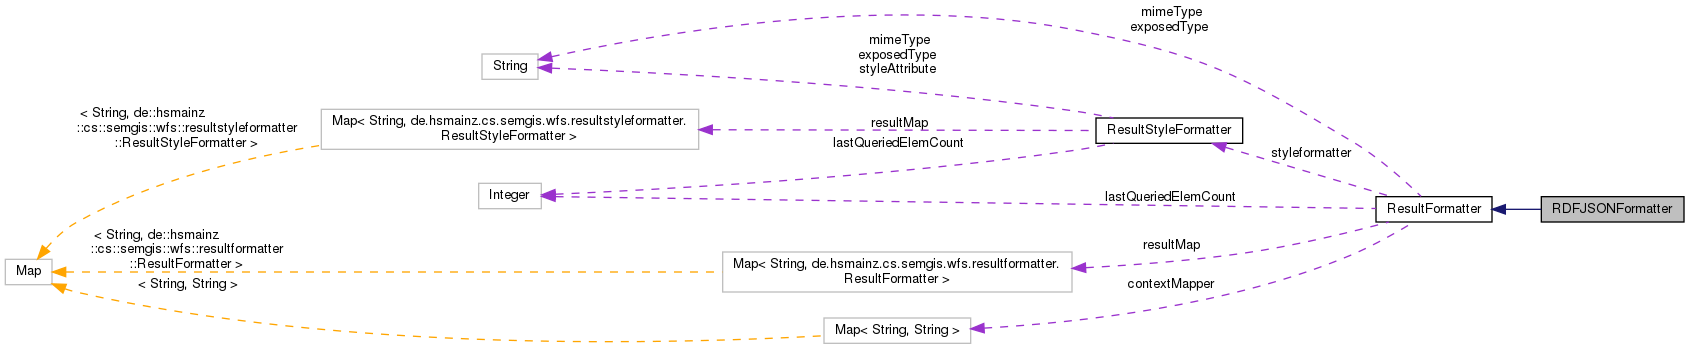 mimeType
exposedType
mimeType
exposedType
styleAttribute
String
< String, de::hsmainz
::cs::semgis::wfs::resultstyleformatter
::ResultStyleFormatter >
Map< String, de.hsmainz.cs.semgis.wfs.resultstyleformatter.
ResultStyleFormatter >
resultMap
lastQueriedElemCount
ResultStyleFormatter
styleformatter
Integer
lastQueriedElemCount
ResultFormatter
RDFJSONFormatter
< String, de::hsmainz
::cs::semgis::wfs::resultformatter
::ResultFormatter >
Map
< String, String >
Map< String, de.hsmainz.cs.semgis.wfs.resultformatter.
ResultFormatter >
resultMap
contextMapper
Map< String, String >